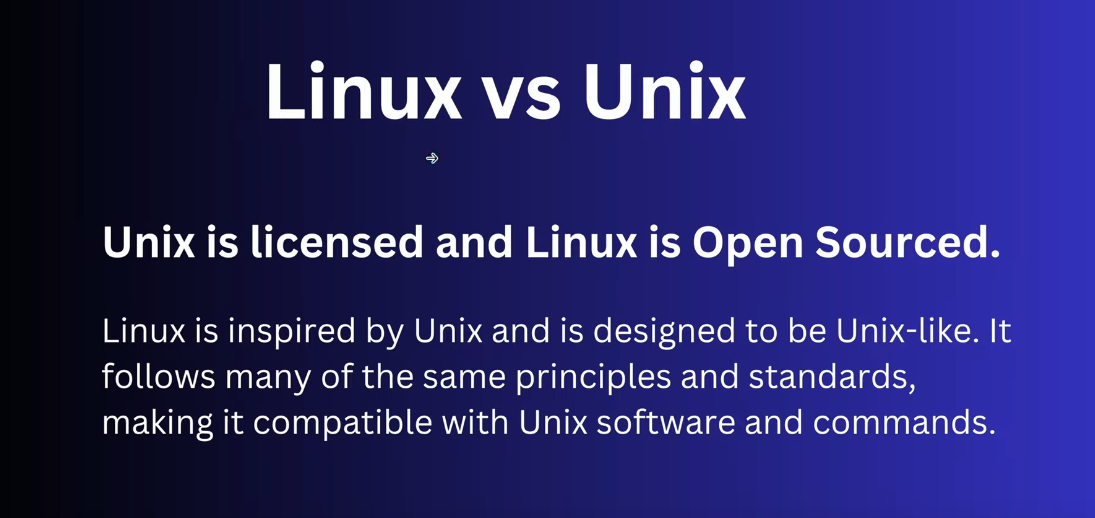 Linux vs Unix
Unix is licensed and Linux is Open Sourced.
Linux is inspired by Unix and is designed to be Unix-like. It
follows many of the same principles and standards,
making it compatible with Unix software and commands.